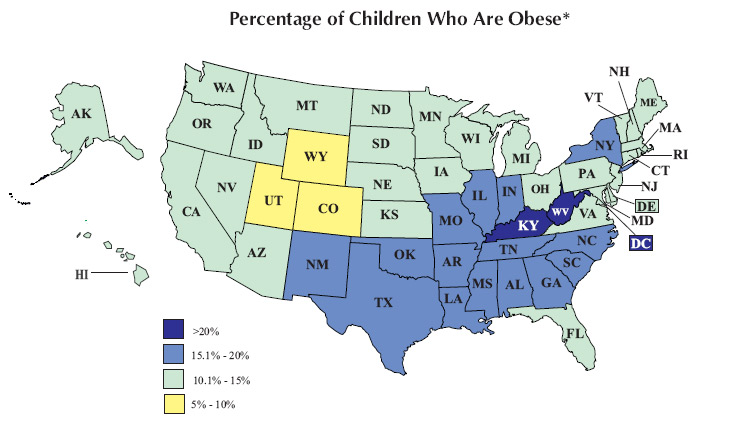 Percentage of Children Who Are Obese*
NH
WA
VT
ME
AK
MT
ND
MN
OR
MA
ID
SD
WI
NY
WY
MI
RI
CT
IA
PA
NV
NE
NJ
UT
CO
IL
IN
OH
DE
CA
KS
MO
WV
VA
MD
KY
DC
AZ
NM
OK
TN
NC
HI
AR
SC
TX
LA
MS
AL
GA
FL
>20%
15.1% - 20%
10.1% - 15%
5% - 10%